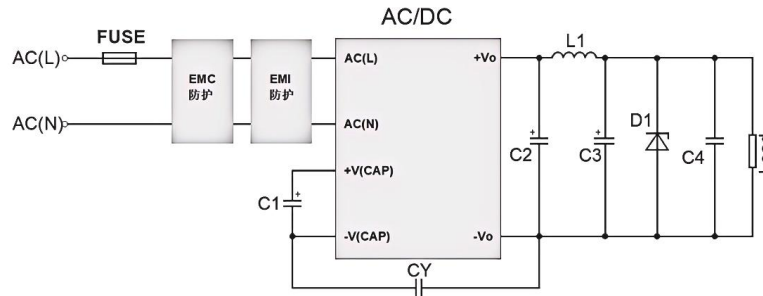 AC/DC
FUSE
AC(L)
AC(N)
EMC
防护
EMI
防护
AC(L)
AC(N)
+V(CAP)
-V(CAP)
+Vo
-Vo
C1
+
CY
L1
C2
+
C3
+
D1
C4